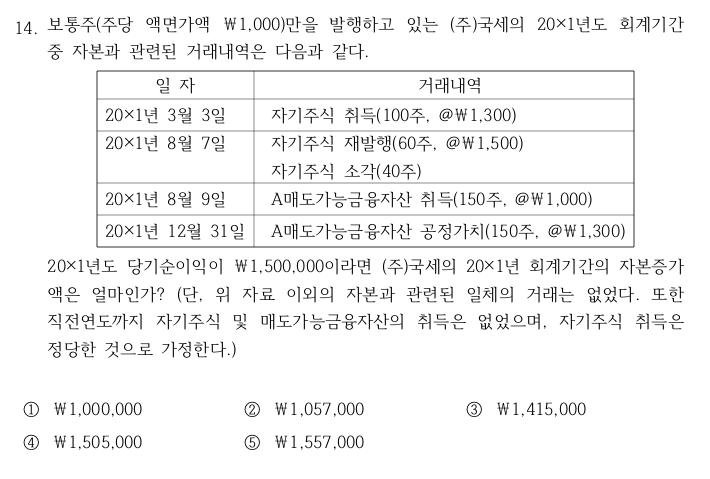 14. 보통주(주당 액면가액 ₩1,000)만을 발행하고 있는 (주)국세의 20×1년도 회계기간
중 자본과 관련된 거래내역은 다음과 같다.
일 자 거래내역
20×1년 3월 3일 자기주식 취득(100주, @₩1,300)
20×1년 8월 7일 자기주식 재발행(60주, @₩1,500)
자기주식 소각(40주)
20×1년 8월 9일 A매도가능금융자산 취득(150주, @₩1,000)
20×1년 12월 31일 A매도가능금융자산 공정가치(150주, @₩1,300)
20×1년도 당기순이익이 ₩1,500,000이라면 (주)국세의 20×1년 회계기간의 자본증가
액은 얼마인가? (단, 위 자료 이외의 자본과 관련된 일체의 거래는 없었다. 또한
직전연도까지 자기주식 및 매도가능금융자산의 취득은 없었으며, 자기주식 취득은
정당한 것으로 가정한다.)
① ₩1,000,000 ② ₩1,057,000 ③ ₩1,415,000
④ ₩1,505,000 ⑤ ₩1,557,000